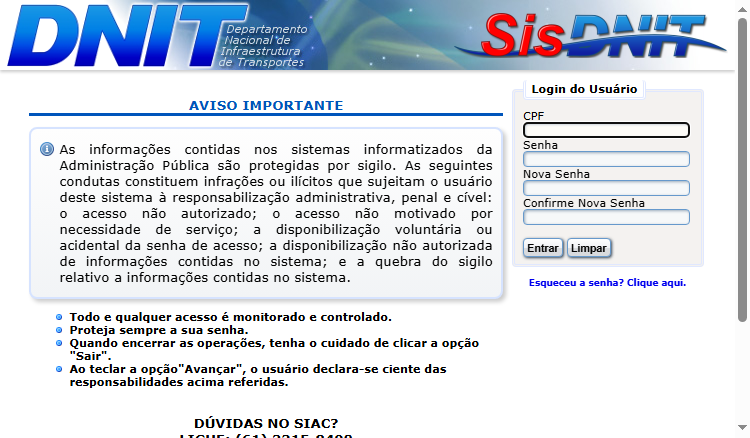 DNIT
Departamento
Nacional de
Infraestrutura
de Transportes
SisDNIT
AVISO IMPORTANTE
As informações contidas nos sistemas informatizados da
Administração Pública são protegidas por sigilo. As seguintes
condutas constituem infrações ou ilícitos que sujeitam o usuário
deste sistema à responsabilização administrativa, penal e cível:
o acesso não autorizado; o acesso não motivado por
necessidade de serviço; a disponibilização voluntária ou
acidental da senha de acesso; a disponibilização não autorizada
de informações contidas no sistema; e a quebra do sigilo
relativo a informações contidas no sistema.
Todo e qualquer acesso é monitorado e controlado.
Proteja sempre a sua senha.
Quando encerrar as operações, tenha o cuidado de clicar a opção
"Sair".
Ao teclar a opção"Avançar", o usuário declara-se ciente das
responsabilidades acima referidas.
DÚVIDAS NO SIAC?
Login do Usuário
CPF
Senha
Nova Senha
Confirme Nova Senha
Entrar Limpar
Esqueceu a senha? Clique aqui.